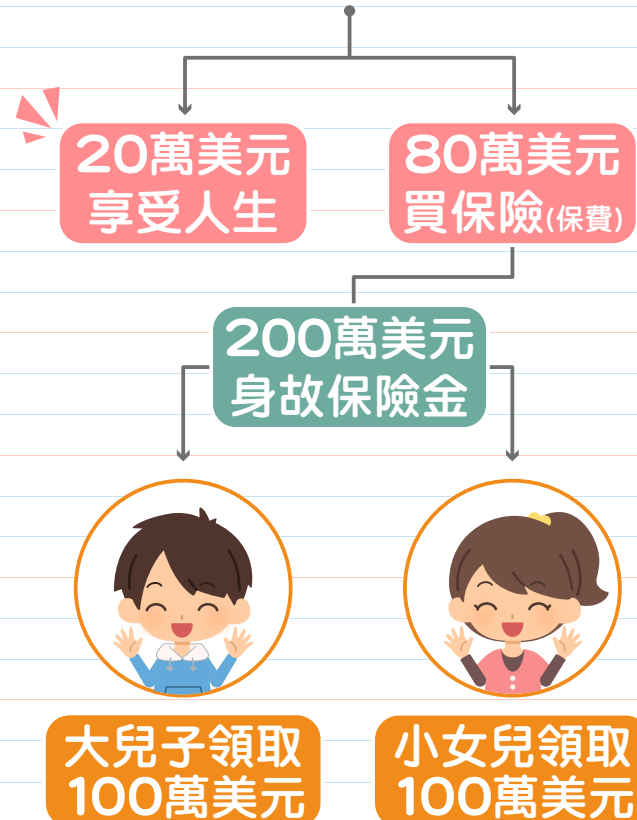 20萬美元
享受人生
80萬美元
買保險(保費)
200萬美元
身故保險金
大兒子領取
100萬美元
小女兒領取
100萬美元